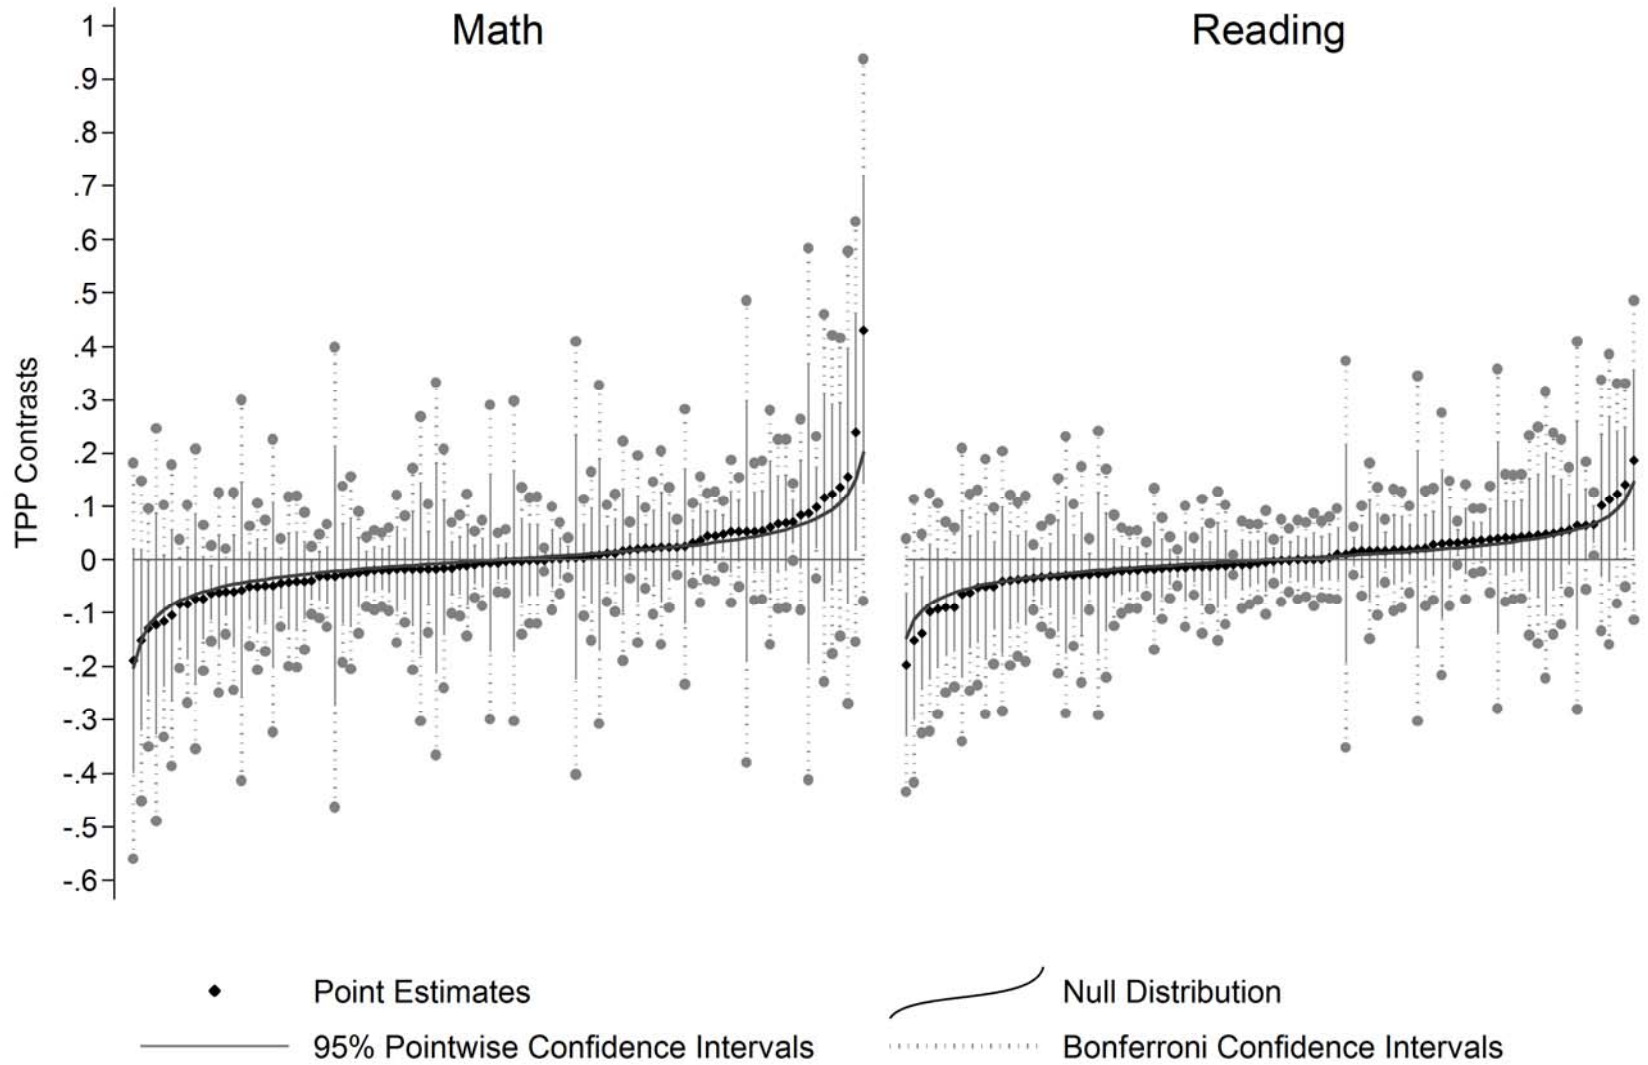 Math
Reading
TPP Contrasts
1
.9
.8
.7
.6
.5
.4
.3
.2
.1
0
-.1
-.2
-.3
-.4
-.5
-.6
Point Estimates
Null Distribution
95% Pointwise Confidence Intervals
Bonferroni Confidence Intervals